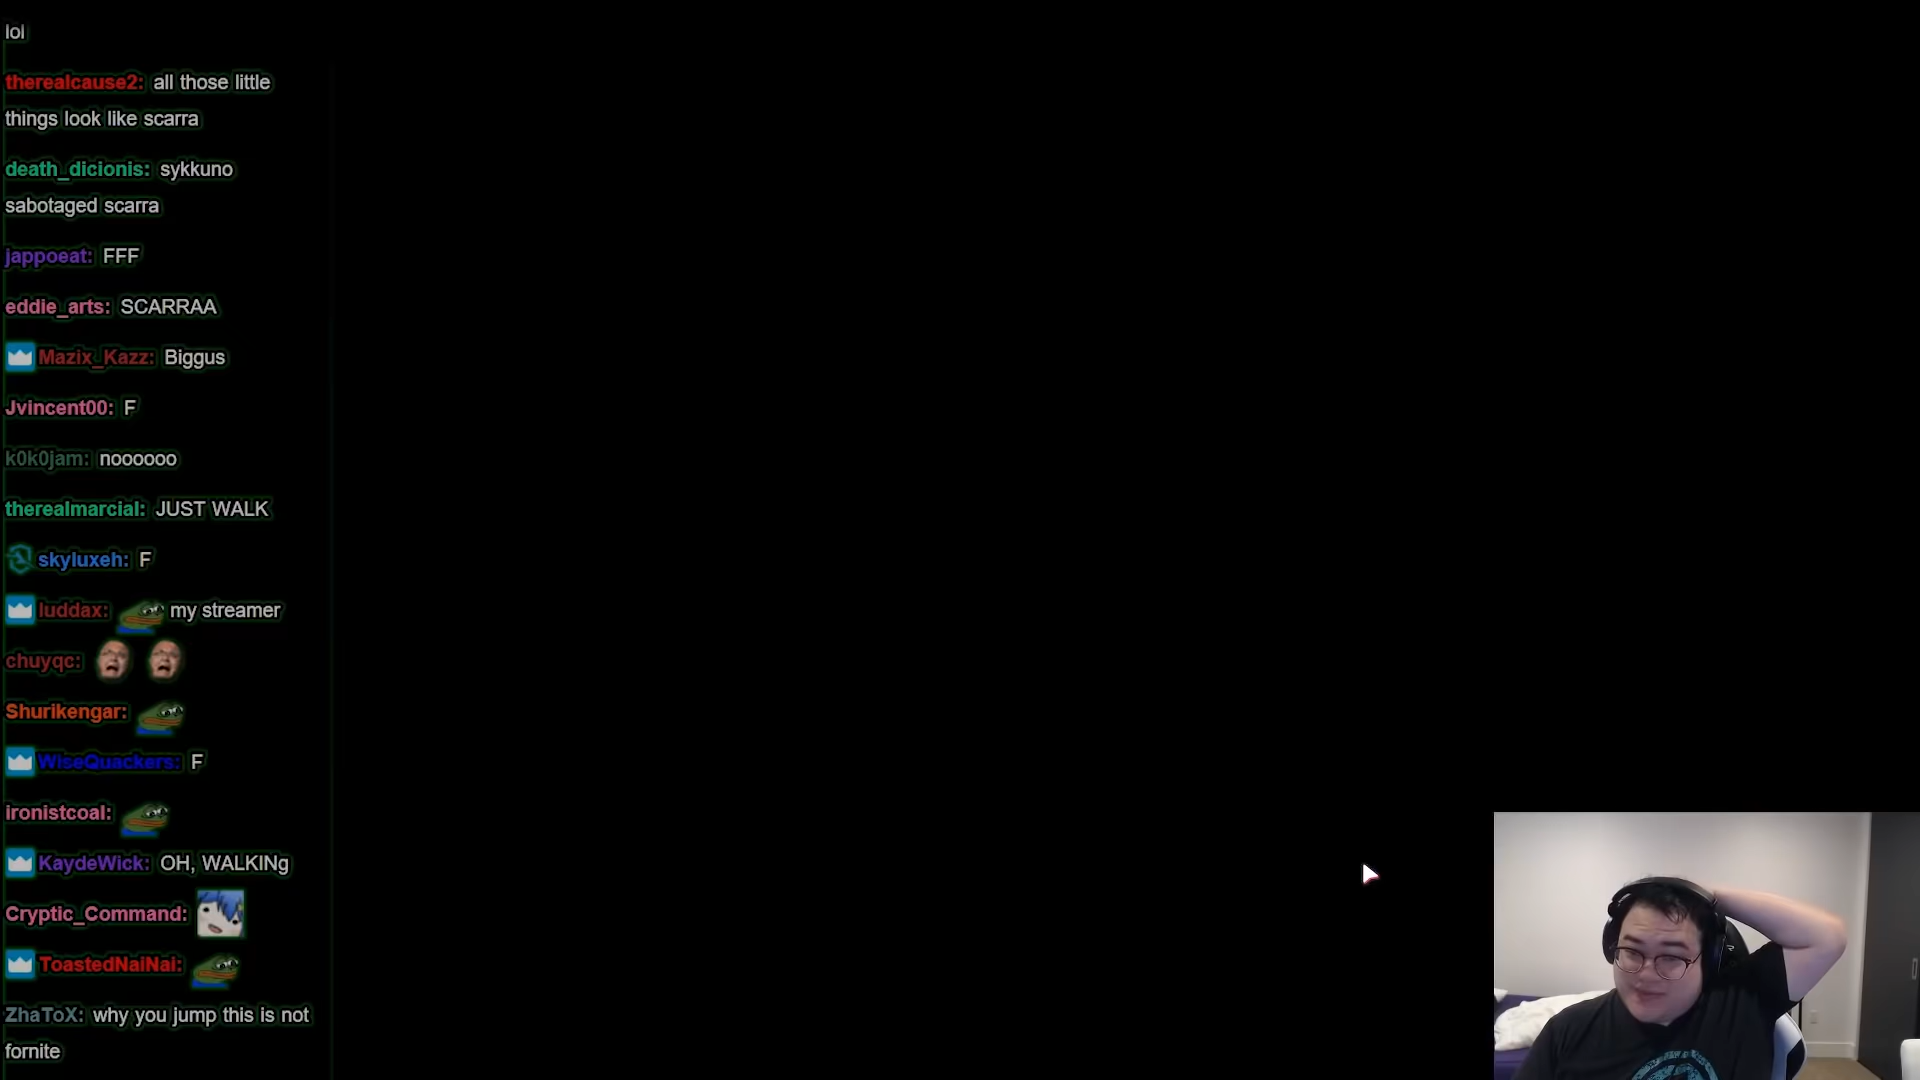 lol
therealcause2: all those little
things look like scarra
death_dicionis: sykkuno
sabotaged scarra
jappoeat: FFF
eddie_arts: SCARRAA
Mazix_Kazz: Biggus
Jvincent00: F
k0k0jam: noooooo
therealmarcial: JUST WALK
skyluxeh: F
luddax: my streamer
chuyqc:
Shurikengar:
WiseQuackers: F
ironistcoal:
KaydeWick: OH, WALKINg
Cryptic_Command:
ToastedNaiNai:
ZhaToX: why you jump this is not
fornite